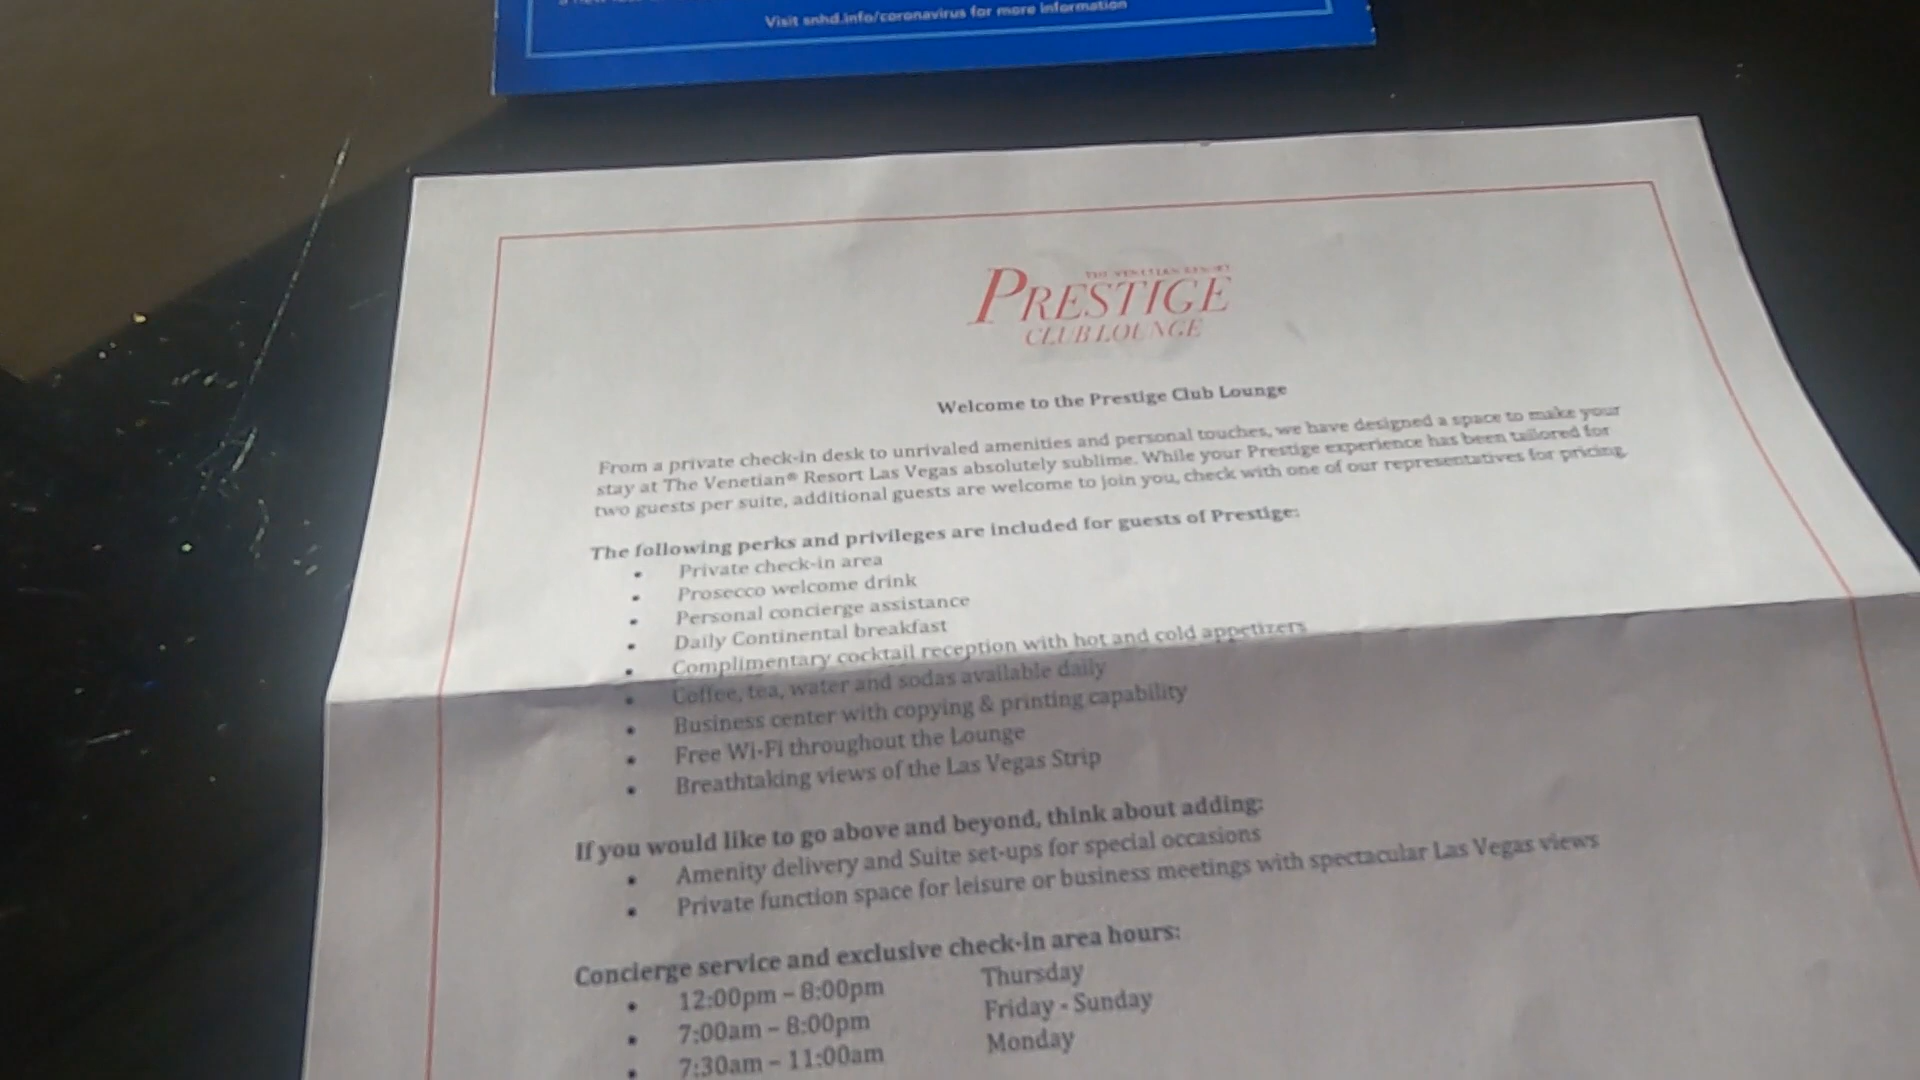 Visit snhd.info/coronavirus for more information
THE VENETIAN RESORT
PRESTIGE
CLUB LOUNGE
Welcome to the Prestige Club Lounge
From a private check-in desk to unrivaled amenities and personal touches, we have designed a space to make your
stay at The Venetian® Resort Las Vegas absolutely sublime. While your Prestige experience has been tailored for
two guests per suite, additional guests are welcome to join you, check with one of our representatives for pricing.
The following perks and privileges are included for guests of Prestige:
• Private check-in area
• Prosecco welcome drink
• Personal concierge assistance
• Daily Continental breakfast
• Complimentary cocktail reception with hot and cold appetizers
• Coffee, tea, water and sodas available daily
• Business center with copying & printing capability
• Free Wi-Fi throughout the Lounge
• Breathtaking views of the Las Vegas Strip
If you would like to go above and beyond, think about adding:
• Amenity delivery and Suite set-ups for special occasions
• Private function space for leisure or business meetings with spectacular Las Vegas views
Concierge service and exclusive check-in area hours:
• 12:00pm – 8:00pm Thursday
• 7:00am – 8:00pm Friday - Sunday
• 7:30am – 11:00am Monday